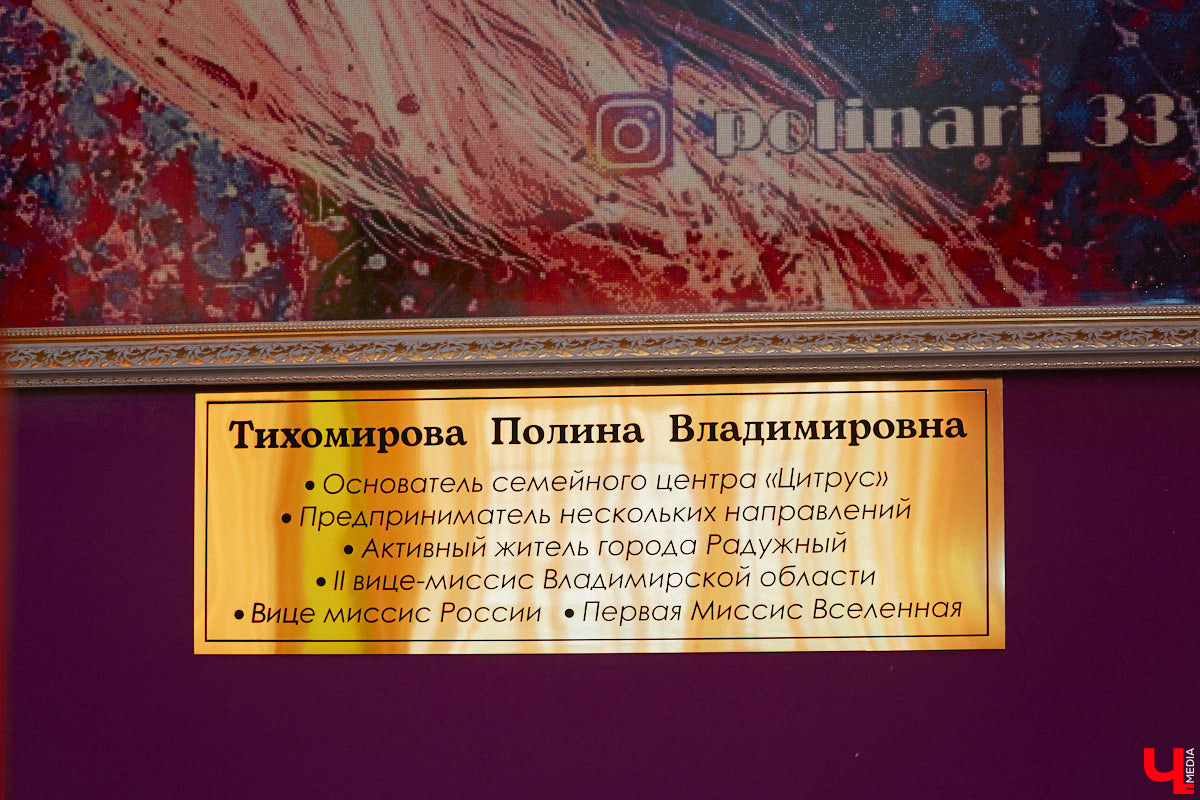 polinari_33
Тихомирова Полина Владимировна
• Основатель семейного центра «Цитрус»
• Предприниматель нескольких направлений
• Активный житель города Радужный
• II вице-миссис Владимирской области
• Вице миссис России • Первая Миссис Вселенная
Ч MEDIA